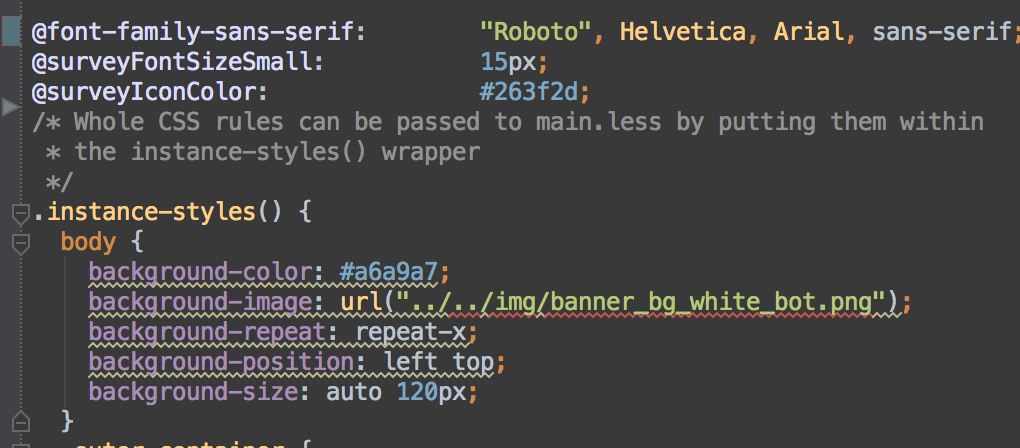 @font-family-sans-serif: "Roboto", Helvetica, Arial, sans-serif;
@surveyFontSizeSmall: 15px;
@surveyIconColor: #263f2d;
/* Whole CSS rules can be passed to main.less by putting them within
* the instance-styles() wrapper
*/
.instance-styles() {
body {
background-color: #a6a9a7;
background-image: url("../../img/banner_bg_white_bot.png");
background-repeat: repeat-x;
background-position: left top;
background-size: auto 120px;
}
.outer-container {